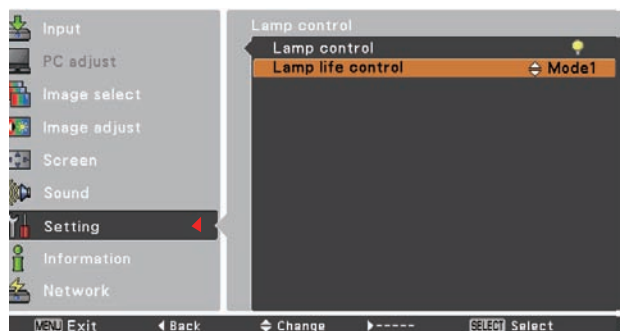 Input
PC adjust
Image select
Image adjust
Screen
Sound
Setting
Information
Network
Lamp control
Lamp control
Lamp life control Mode1
MENU Exit Back Change ----- SELECT Select